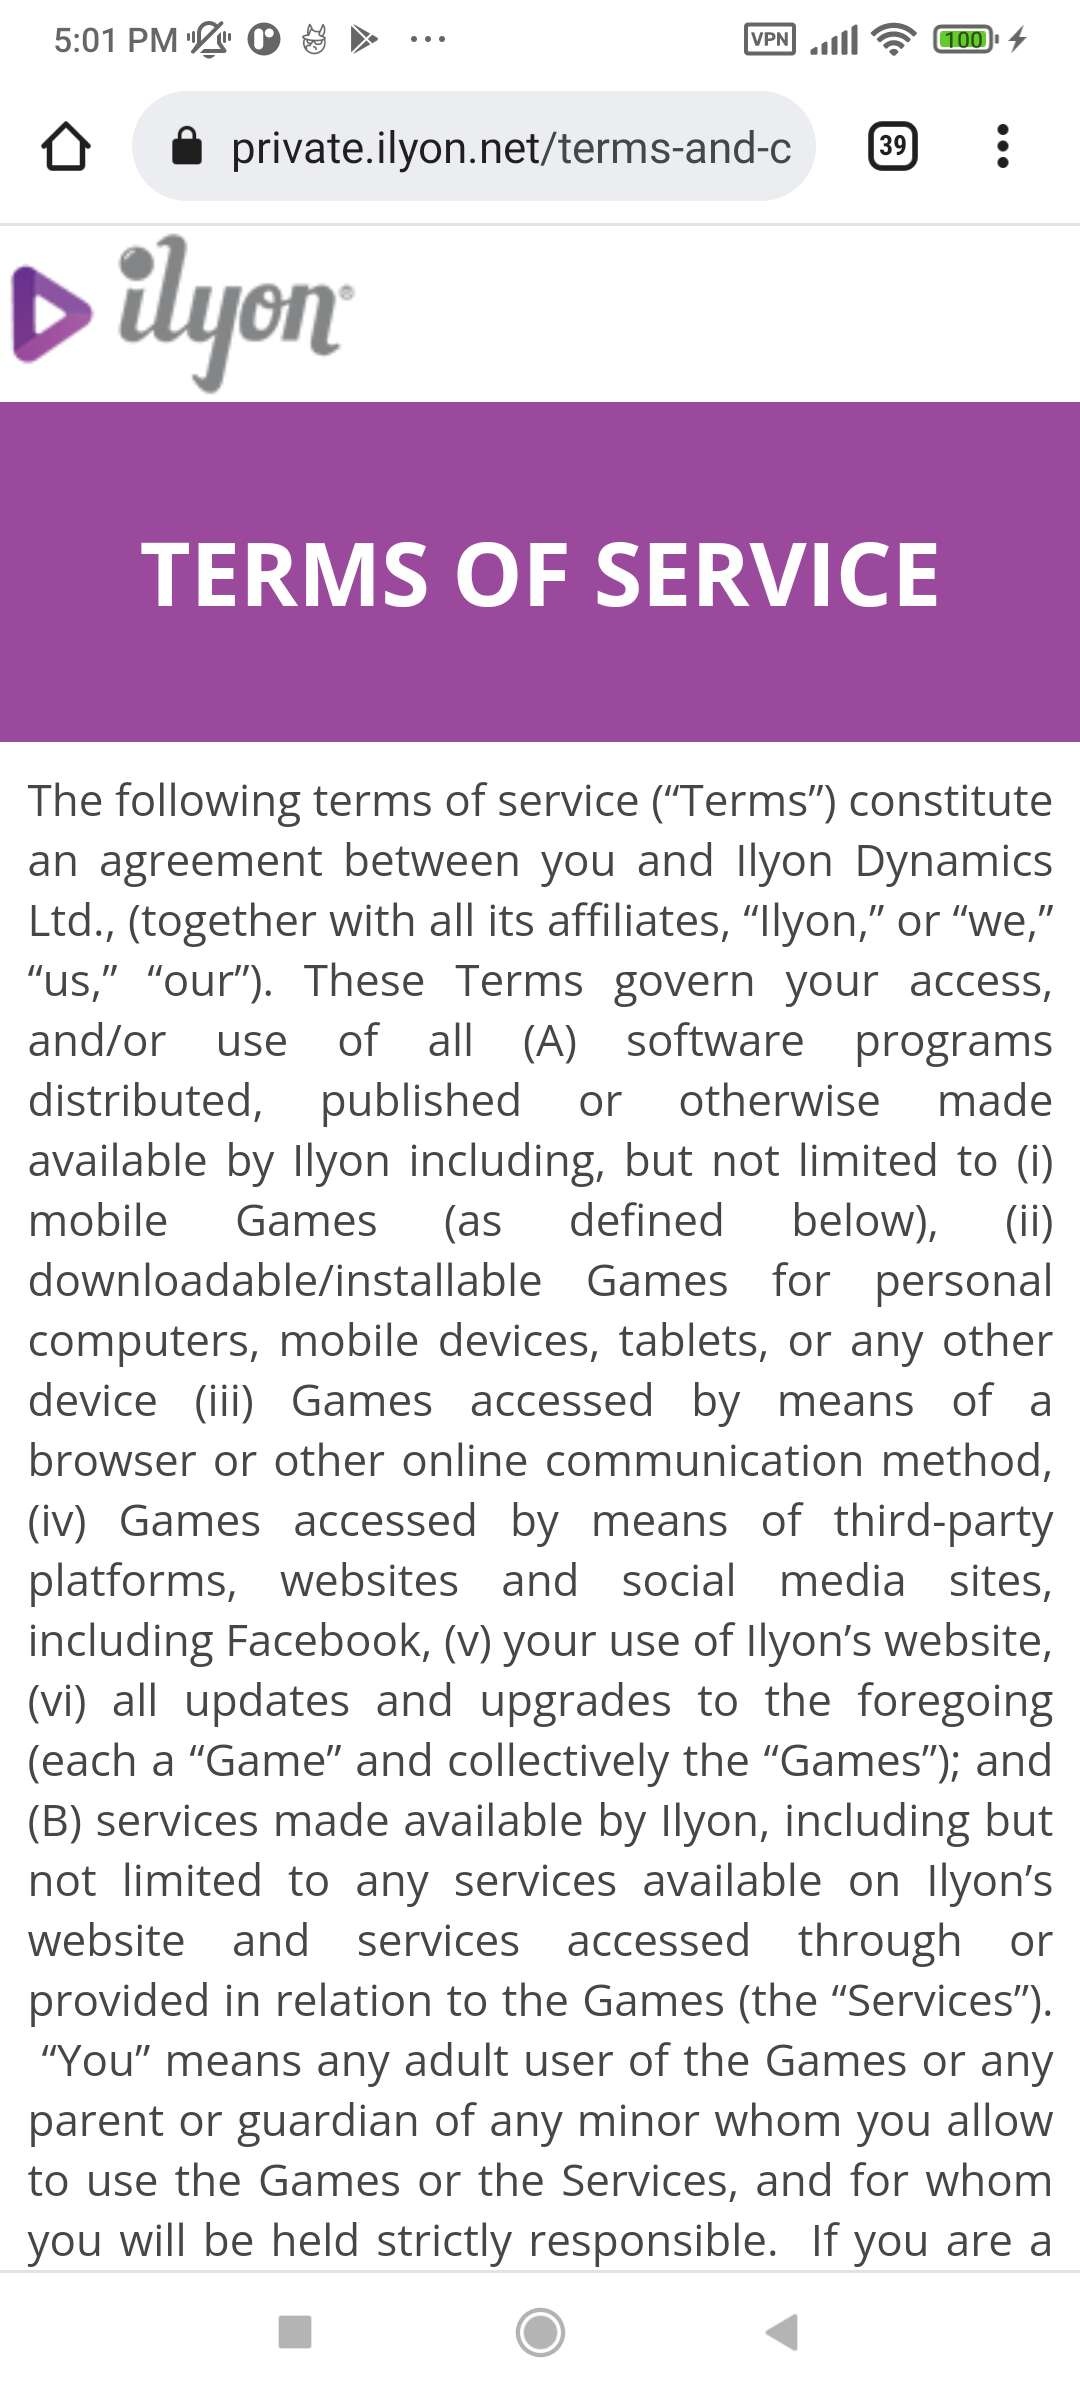 5:01 PM
VPN
100
private.ilyon.net/terms-and-c
39
ilyon®
TERMS OF SERVICE
The following terms of service (“Terms”) constitute
an agreement between you and Ilyon Dynamics
Ltd., (together with all its affiliates, “Ilyon,” or “we,”
“us,” “our”). These Terms govern your access,
and/or use of all (A) software programs
distributed, published or otherwise made
available by Ilyon including, but not limited to (i)
mobile Games (as defined below), (ii)
downloadable/installable Games for personal
computers, mobile devices, tablets, or any other
device (iii) Games accessed by means of a
browser or other online communication method,
(iv) Games accessed by means of third-party
platforms, websites and social media sites,
including Facebook, (v) your use of Ilyon’s website,
(vi) all updates and upgrades to the foregoing
(each a “Game” and collectively the “Games”); and
(B) services made available by Ilyon, including but
not limited to any services available on Ilyon’s
website and services accessed through or
provided in relation to the Games (the “Services”).
“You” means any adult user of the Games or any
parent or guardian of any minor whom you allow
to use the Games or the Services, and for whom
you will be held strictly responsible. If you are a